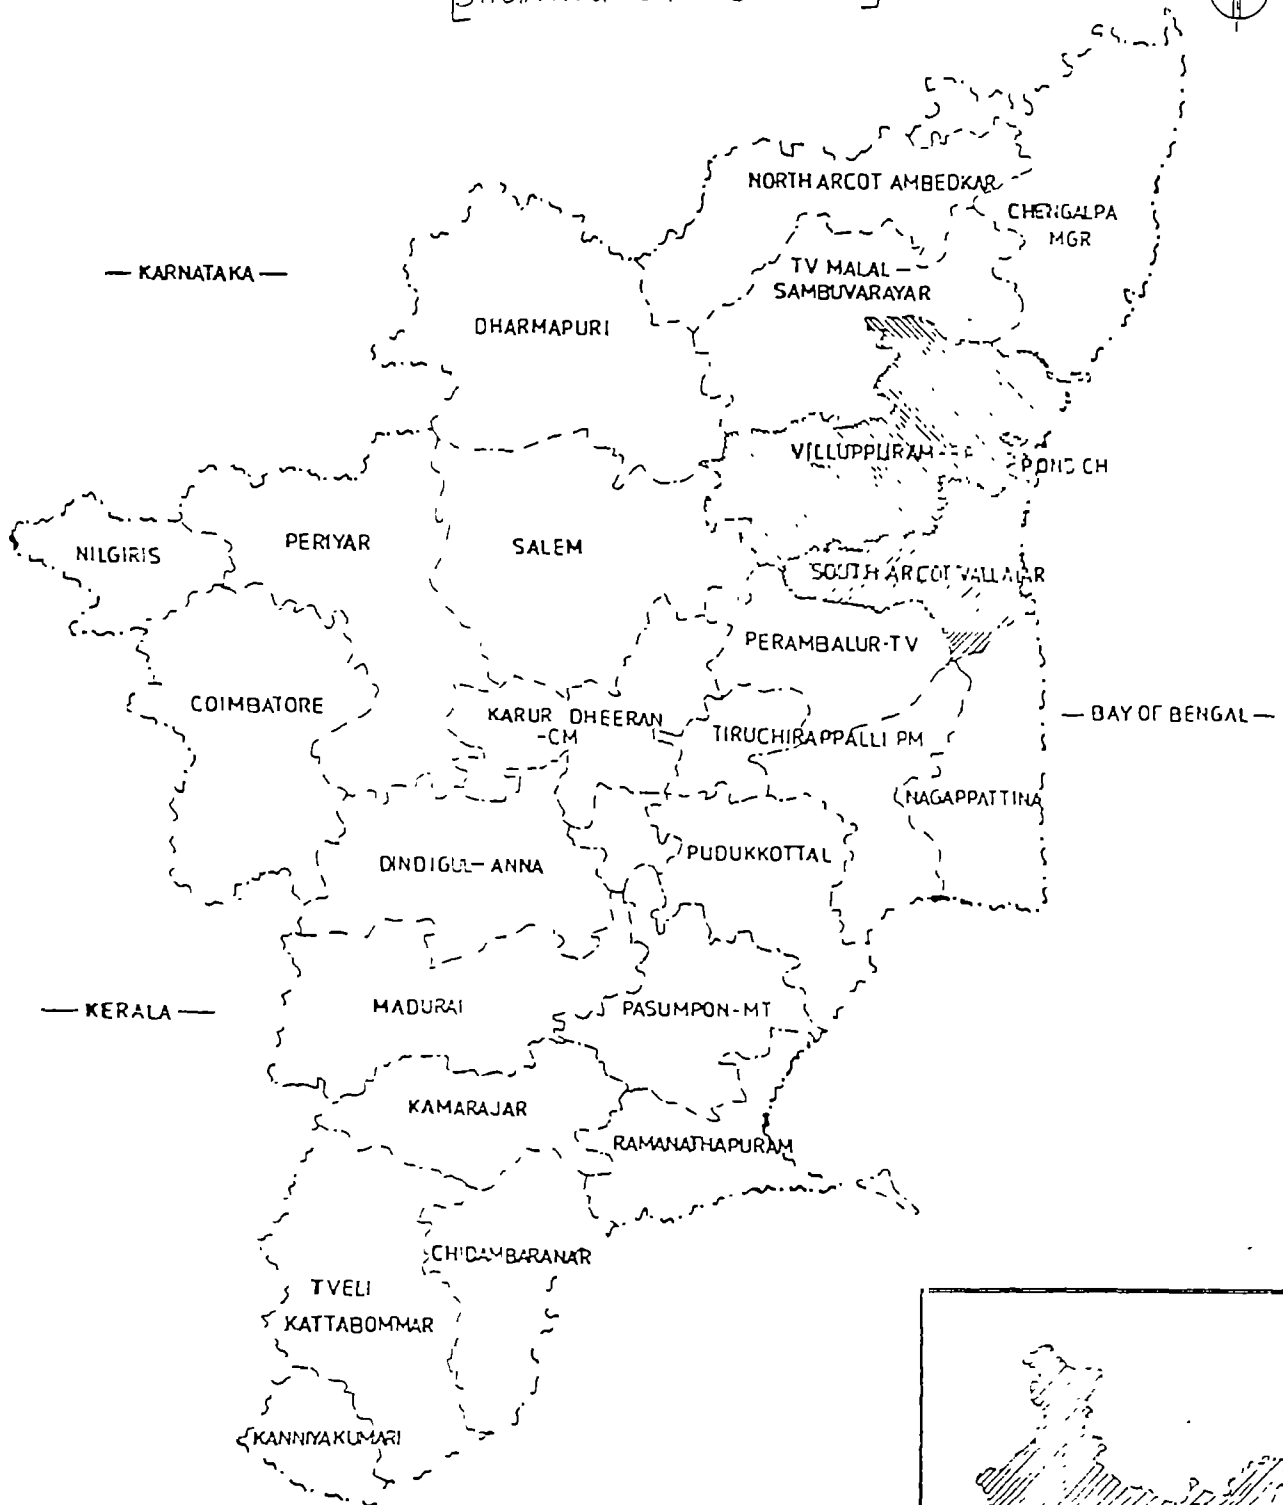 NORTH ARCOT AMBEDKAR
CHENGALPA
MGR
— KARNATAKA —
TV MALAL —
SAMBUVARAYAR
DHARMAPURI
VILLUPPURAM
NILGIRIS
PERIYAR
SALEM
SOUTH ARCOT VALLALAR
PERAMBALUR-TV
COIMBATORE
KARUR DHEERAN
-CM
TIRUCHIRAPPALLI PM
— BAY OF BENGAL —
NAGAPPATTINA
DINDIGUL-ANNA
PUDUKKOTTAL
— KERALA —
MADURAI
PASUMPON-MT
KAMARAJAR
RAMANATHAPURAM
CHIDAMBARANAR
TVELI
KATTABOMMAR
KANNIYAKUMARI